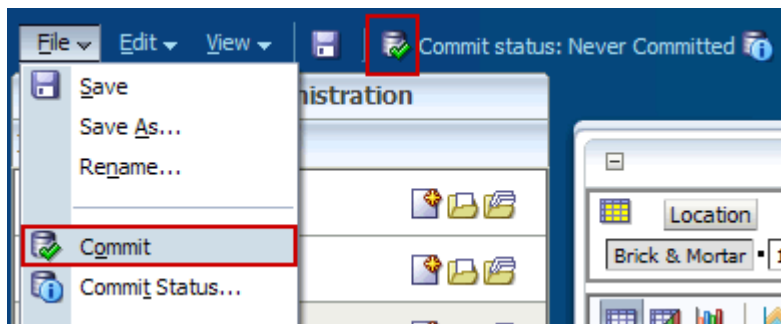 File Edit View Commit status: Never Committed
Save
Save As...
Rename...
Commit
Commit Status...
nistration
Location
Brick & Mortar